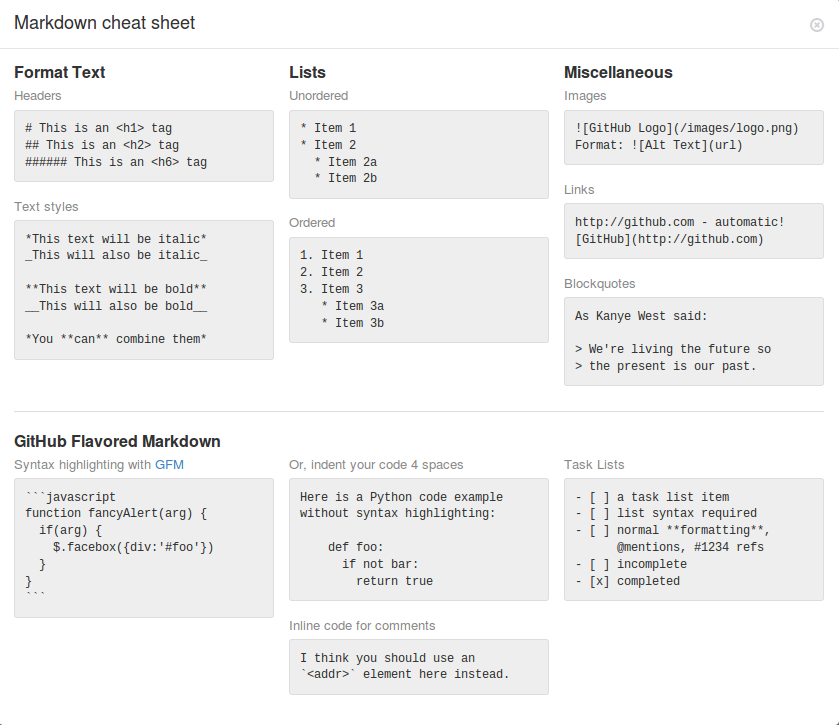 Markdown cheat sheet
Format Text
Headers
# This is an <h1> tag
## This is an <h2> tag
###### This is an <h6> tag
Text styles
*This text will be italic*
_This will also be italic_
**This text will be bold**
__This will also be bold__
*You **can** combine them*
Lists
Unordered
* Item 1
* Item 2
  * Item 2a
  * Item 2b
Ordered
1. Item 1
2. Item 2
3. Item 3
   * Item 3a
   * Item 3b
Miscellaneous
Images
![GitHub Logo](/images/logo.png)
Format: ![Alt Text](url)
Links
http://github.com - automatic!
[GitHub](http://github.com)
Blockquotes
As Kanye West said:
> We're living the future so
> the present is our past.
GitHub Flavored Markdown
Syntax highlighting with GFM
```javascript
function fancyAlert(arg) {
  if(arg) {
    $.facebox({div:'#foo'})
  }
}
```
Or, indent your code 4 spaces
Here is a Python code example
without syntax highlighting:
    def foo:
      if not bar:
        return true
Inline code for comments
I think you should use an
`<addr>` element here instead.
Task Lists
- [ ] a task list item
- [ ] list syntax required
- [ ] normal **formatting**,
      @mentions, #1234 refs
- [ ] incomplete
- [x] completed